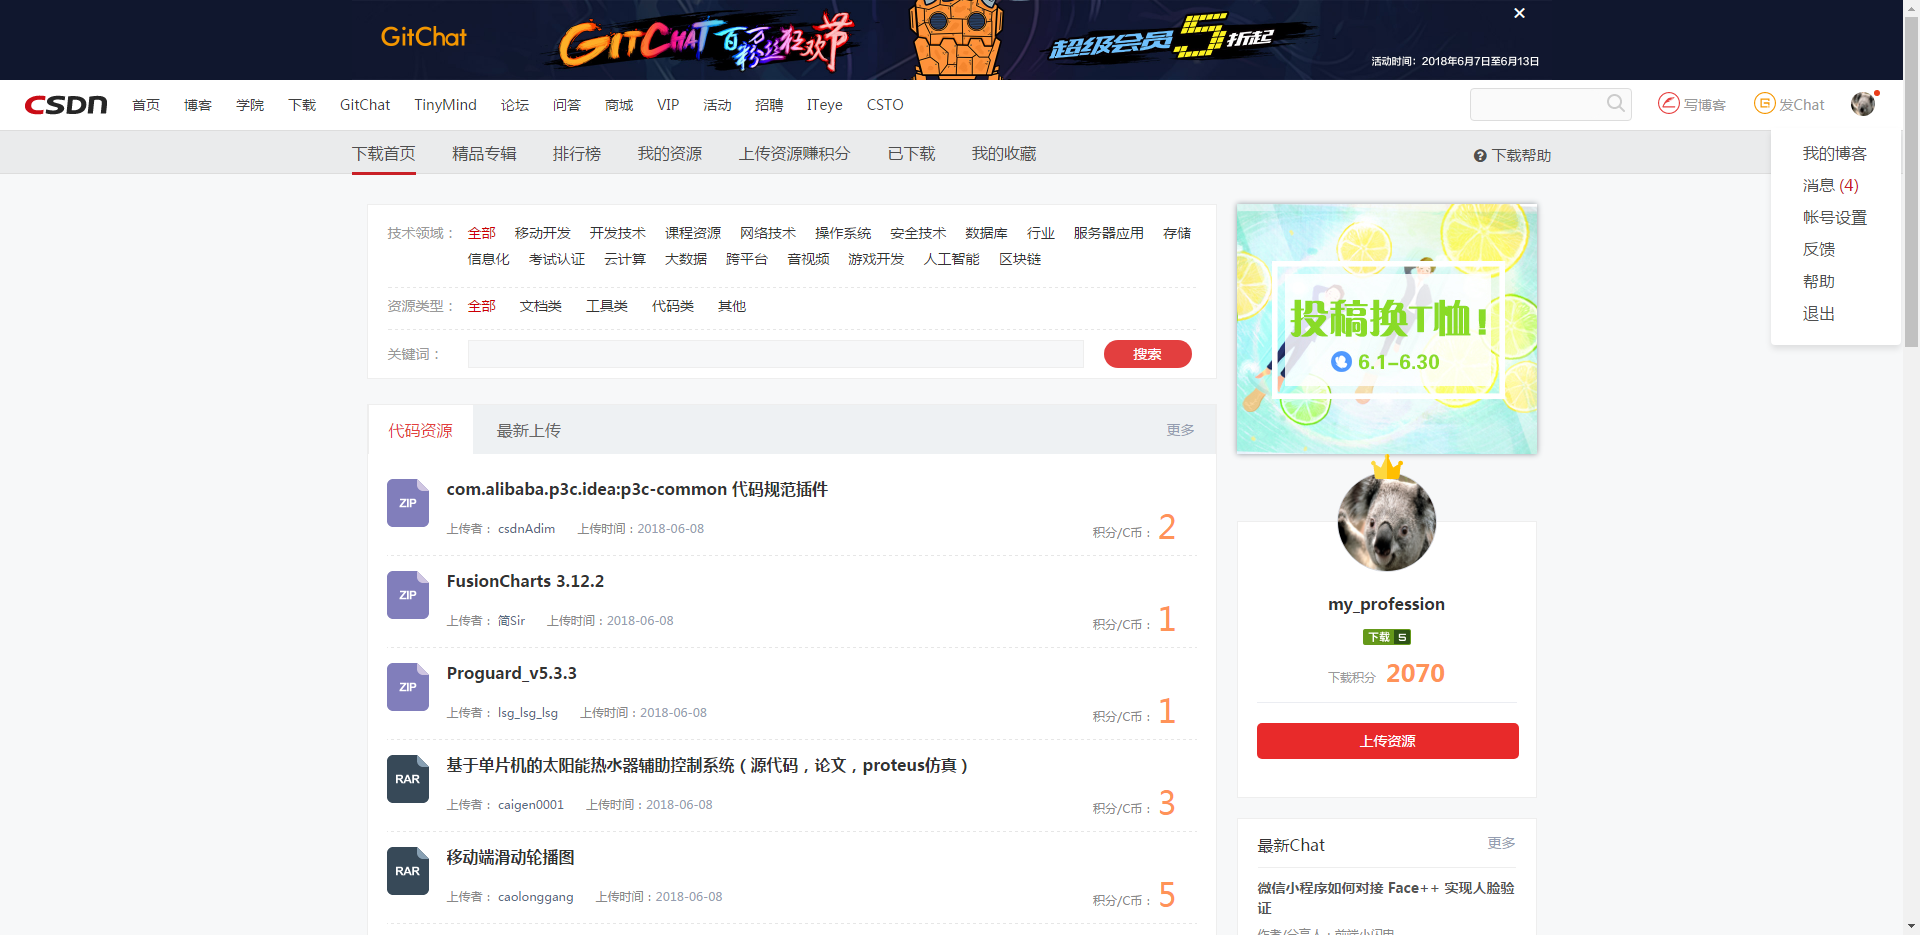 GitChat
GITCHAT百万粉丝狂欢节
超级会员5折起
活动时间：2018年6月7日至6月13日
CSDN 首页 博客 学院 下载 GitChat TinyMind 论坛 问答 商城 VIP 活动 招聘 ITeye CSTO 写博客 发Chat
下载首页 精品专辑 排行榜 我的资源 上传资源赚积分 已下载 我的收藏 下载帮助
我的博客
消息 (4)
帐号设置
反馈
帮助
退出
技术领域： 全部 移动开发 开发技术 课程资源 网络技术 操作系统 安全技术 数据库 行业 服务器应用 存储
信息化 考试认证 云计算 大数据 跨平台 音视频 游戏开发 人工智能 区块链
资源类型： 全部 文档类 工具类 代码类 其他
关键词： 搜索
投稿换T恤!
6.1-6.30
代码资源 最新上传 更多
ZIP com.alibaba.p3c.idea:p3c-common 代码规范插件
上传者： csdnAdim 上传时间：2018-06-08 积分/C币： 2
ZIP FusionCharts 3.12.2
上传者： 简Sir 上传时间：2018-06-08 积分/C币： 1
ZIP Proguard_v5.3.3
上传者： lsg_lsg_lsg 上传时间：2018-06-08 积分/C币： 1
RAR 基于单片机的太阳能热水器辅助控制系统（源代码，论文，proteus仿真）
上传者： caigen0001 上传时间：2018-06-08 积分/C币： 3
RAR 移动端滑动轮播图
上传者： caolonggang 上传时间：2018-06-08 积分/C币： 5
my_profession
下载 5
下载积分 2070
上传资源
最新Chat 更多
微信小程序如何对接 Face++ 实现人脸验
证